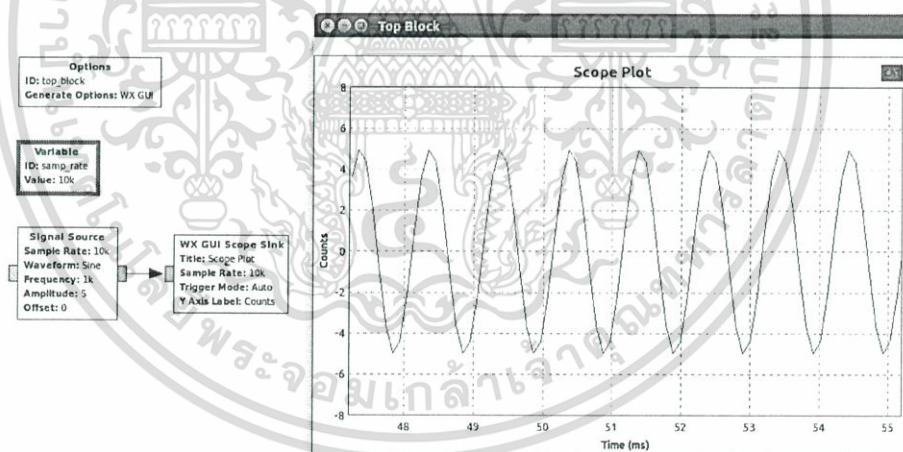 Options
ID: top_block
Generate Options: WX GUI
Variable
ID: samp_rate
Value: 10k
Signal Source
Sample Rate: 10k
Waveform: Sine
Frequency: 1k
Amplitude: 5
Offset: 0
WX GUI Scope Sink
Title: Scope Plot
Sample Rate: 10k
Trigger Mode: Auto
Y Axis Label: Counts
Top Block
Scope Plot
Counts
8
6
4
2
0
-2
-4
-6
-8
48
49
50
51
52
53
54
55
Time (ms)